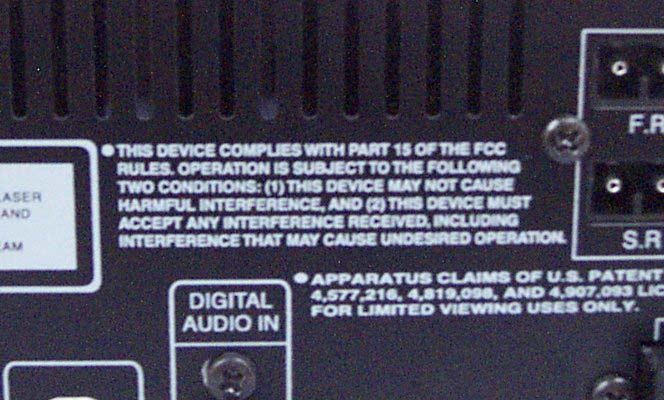 THIS DEVICE COMPLIES WITH PART 15 OF THE FCC
RULES. OPERATION IS SUBJECT TO THE FOLLOWING
TWO CONDITIONS: (1) THIS DEVICE MAY NOT CAUSE
HARMFUL INTERFERENCE, AND (2) THIS DEVICE MUST
ACCEPT ANY INTERFERENCE RECEIVED, INCLUDING
INTERFERENCE THAT MAY CAUSE UNDESIRED OPERATION.
LASER
AND
EAM
F.R
S.R
APPARATUS CLAIMS OF U.S. PATENT
4,577,216, 4,819,098, AND 4,907,093 LIC
FOR LIMITED VIEWING USES ONLY.
DIGITAL
AUDIO IN